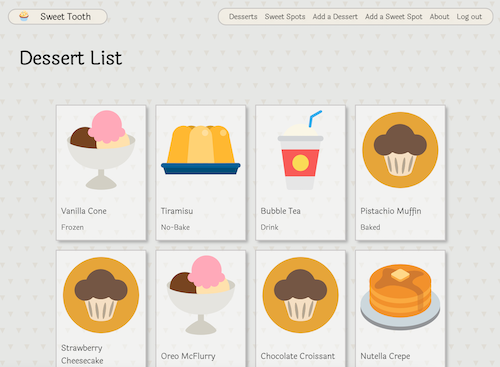 Sweet Tooth
Desserts Sweet Spots Add a Dessert Add a Sweet Spot About Log out
Dessert List
Vanilla Cone
Frozen
Tiramisu
No-Bake
Bubble Tea
Drink
Pistachio Muffin
Baked
Strawberry
Cheesecake
Oreo McFlurry
Chocolate Croissant
Nutella Crepe